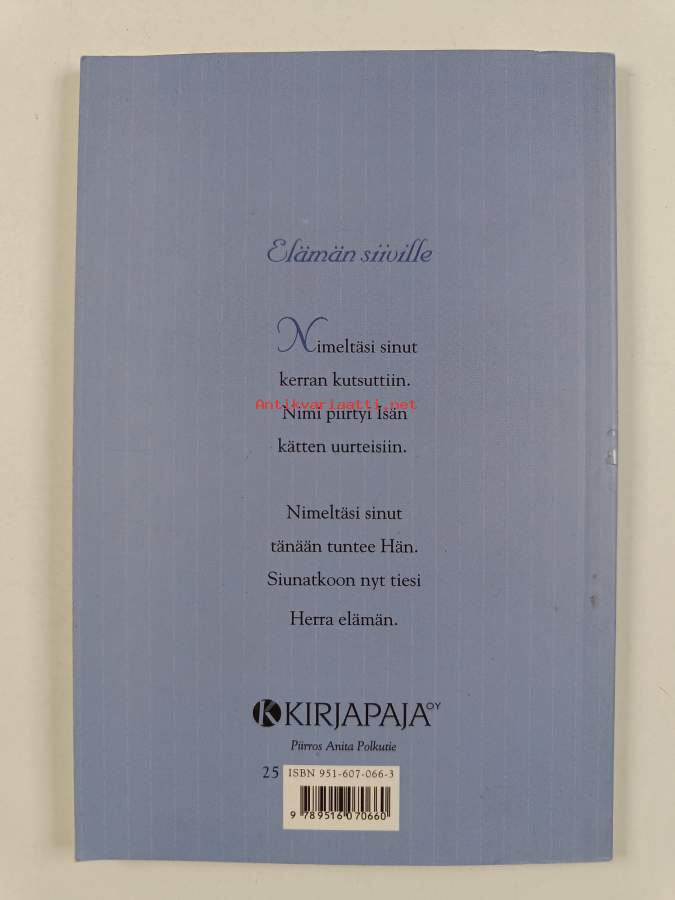 Elämän siiville
Nimeltäsi sinut
kerran kutsuttiin.
Antikvariaatti.net
Nimi piirtyi Isän
kätten uurteisiin.
Nimeltäsi sinut
tänään tuntee Hän.
Siunatkoon nyt tiesi
Herra elämän.
KIRJAPAJA OY
Piirros Anita Polkutie
25 ISBN 951-607-066-3
9 789516 070660